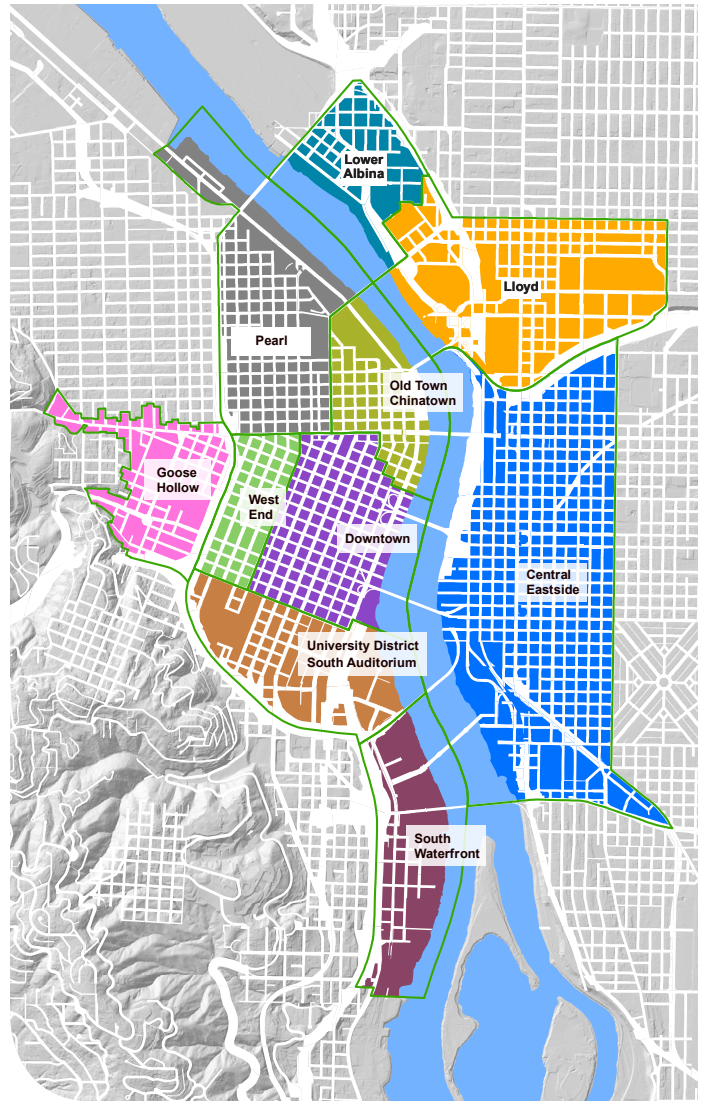 Lower
Albina
Lloyd
Pearl
Old Town
Chinatown
Goose
Hollow
West
End
Downtown
Central
Eastside
University District
South Auditorium
South
Waterfront